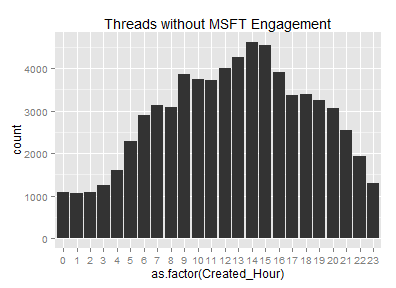 Threads without MSFT Engagement
4000
3000
2000
1000
0
count
0 1 2 3 4 5 6 7 8 9 10 11 12 13 14 15 16 17 18 19 20 21 22 23
as.factor(Created_Hour)